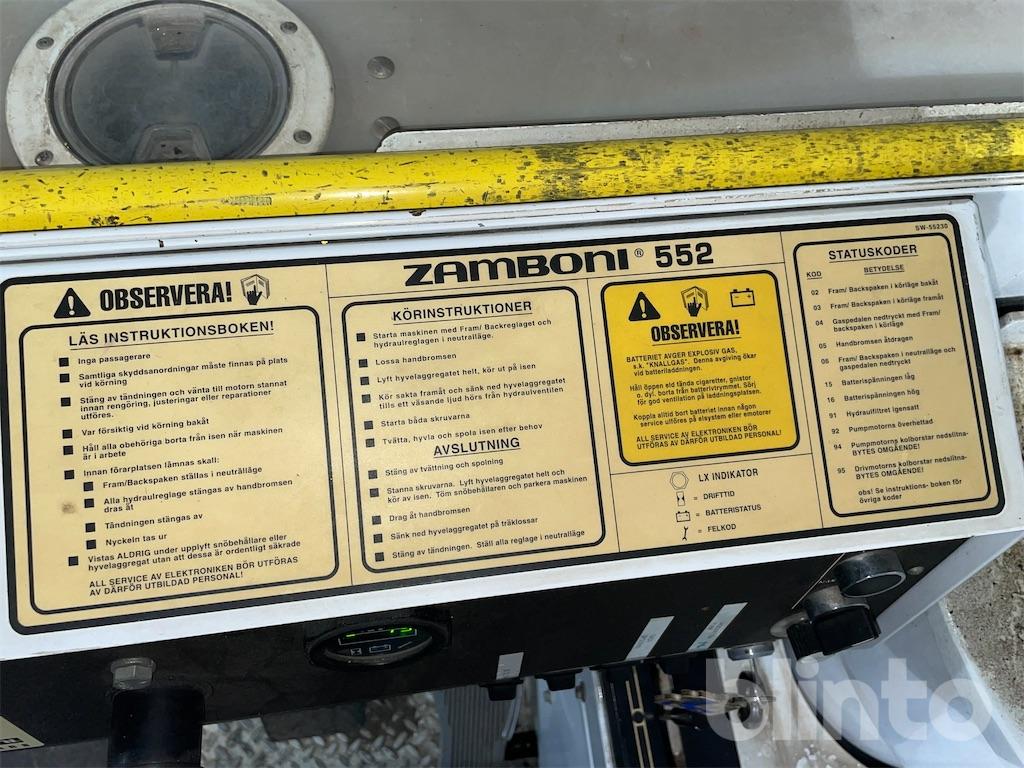 ZAMBONI® 552
SW-55230
OBSERVERA!
LÄS INSTRUKTIONSBOKEN!
Inga passagerare
Samtliga skyddsanordningar måste finnas på plats
vid körning
Stäng av tändningen och vänta till motorn stannat
innan rengöring, justeringar eller reparationer
utföres.
Var försiktig vid körning bakåt
Håll alla obehöriga borta från isen när maskinen
är i arbete
Innan förarplatsen lämnas skall:
Fram/Backspaken ställas i neutralläge
Alla hydraulreglage stängas av handbromsen
dras åt
Tändningen stängas av
Nyckeln tas ur
Vistas ALDRIG under upplyft snöbehållare eller
hyvelaggregat utan att dessa är ordentligt säkrade
ALL SERVICE AV ELEKTRONIKEN BÖR UTFÖRAS
AV DÄRFÖR UTBILDAD PERSONAL!
KÖRINSTRUKTIONER
Starta maskinen med Fram/ Backreglaget och
hydraulreglagen i neutralläge.
Lossa handbromsen
Lyft hyvelaggregatet helt, kör ut på isen
Kör sakta framåt och sänk ned hyvelaggregatet
tills ett väsande ljud hörs från hydraulventilen
Starta båda skruvarna
Tvätta, hyvla och spola isen efter behov
AVSLUTNING
Stäng av tvättning och spolning
Stanna skruvarna. Lyft hyvelaggregatet helt och
kör av isen. Töm snöbehållaren och parkera maskinen
Drag åt handbromsen
Sänk ned hyvelaggregatet på träklossar
Stäng av tändningen. Ställ alla reglage i neutralläge
OBSERVERA!
BATTERIET AVGER EXPLOSIV GAS,
s.k. "KNALLGAS". Denna avgivning ökar
vid batteriladdningen.
Håll öppen eld tända cigaretter, gnistor
o. dyl. borta från batterivtrymmet. Sörj
för god ventilation på laddningsplatsen.
Koppla alltid bort batteriet innan någon
service utföres på elsystem eller emotorer
ALL SERVICE AV ELEKTRONIKEN BÖR
UTFÖRAS AV DÄRFÖR UTBILDAD PERSONAL!
LX INDIKATOR
= DRIFTTID
= BATTERISTATUS
= FELKOD
STATUSKODER
KOD BETYDELSE
02 Fram/ Backspaken i körläge bakåt
03 Fram/ Backspaken i körläge framåt
04 Gaspedalen nedtryckt med Fram/
backspaken i körläge
05 Handbromsen åtdragen
06 Fram/ Backspaken i neutralläge och
gaspedalen nedtryckt
15 Batterispänning låg
16 Batterispänningen hög
91 Hydraulfiltret igensatt
92 Pumpmotorns överhettad
94 Pumpmotorns kolborstar nedslitna-
BYTES OMGÅENDE!
95 Drivmotorns kolborstar nedslitna-
BYTES OMGÅENDE!
obs! Se instruktions- boken för
övriga koder
blinto